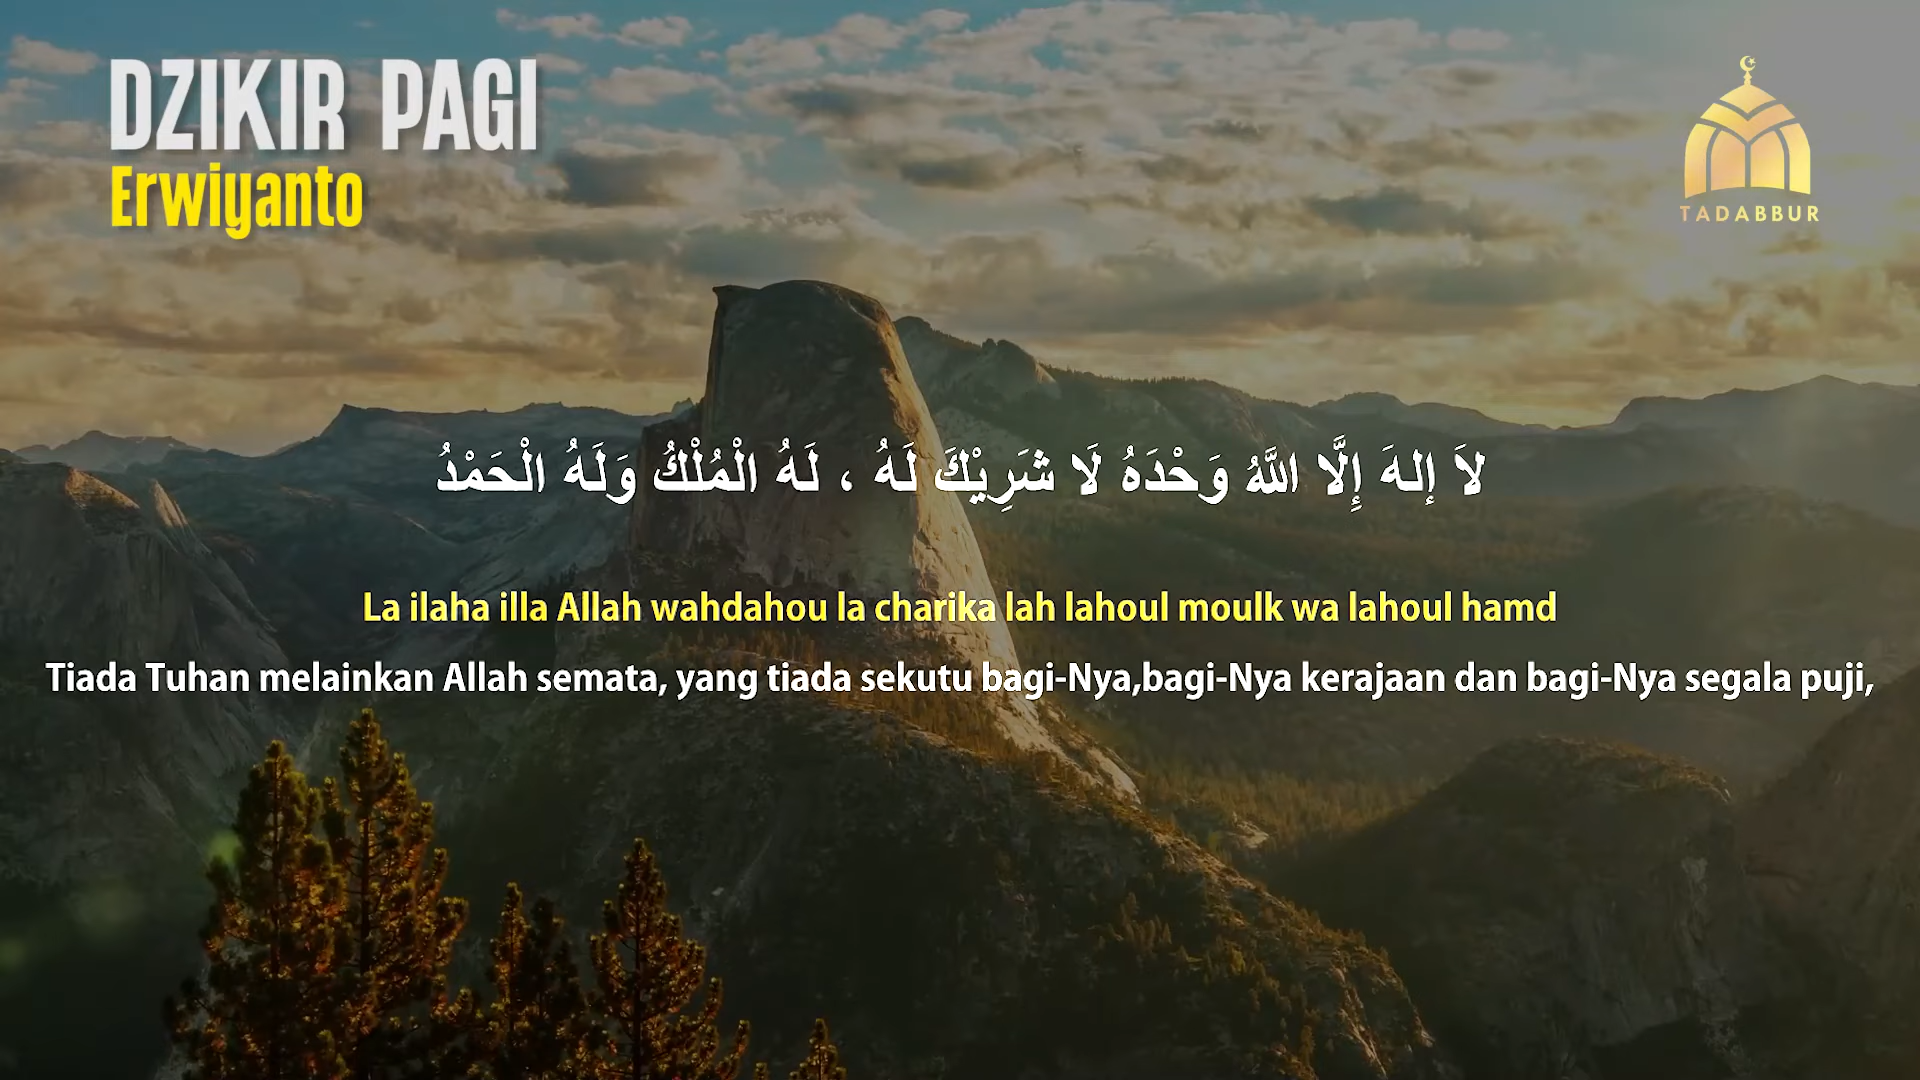 DZIKIR PAGI
Erwiyanto
TADABBUR
لاَ إلهَ إِلَّا اللَّهُ وَحْدَهُ لَا شَرِيْكَ لَهُ ، لَهُ الْمُلْكُ وَلَهُ الْحَمْدُ
La ilaha illa Allah wahdahou la charika lah lahoul moulk wa lahoul hamd
Tiada Tuhan melainkan Allah semata, yang tiada sekutu bagi-Nya,bagi-Nya kerajaan dan bagi-Nya segala puji,